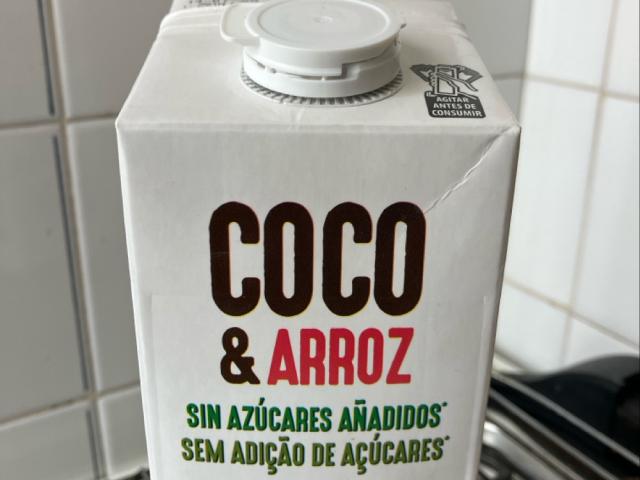 AGITAR
ANTES DE
CONSUMIR
COCO
& ARROZ
SIN AZÚCARES AÑADIDOS*
SEM ADIÇÃO DE AÇÚCARES*